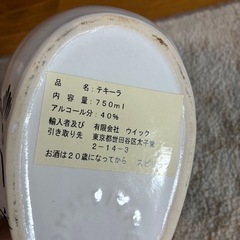 品名:テキーラ
容量:750ml
アルコール分:40%
輸入者及び　有限会社 ウイック
引き取り先　東京都世田谷区太子堂
2-14-3
お酒は20歳になってから　スピリ